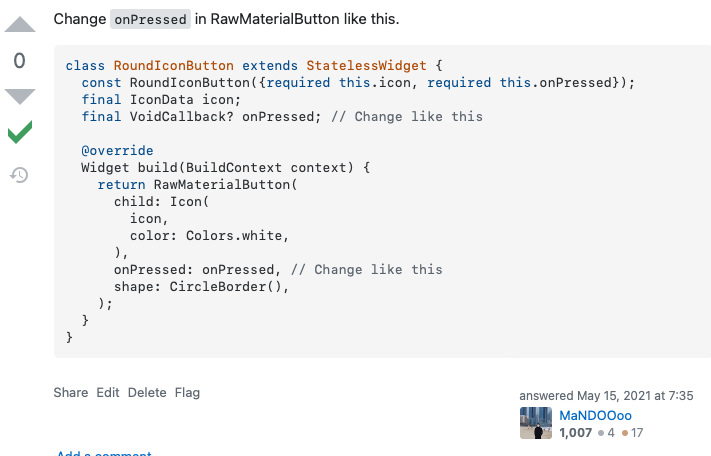 Change onPressed in RawMaterialButton like this.
0
class RoundIconButton extends StatelessWidget {
  const RoundIconButton({required this.icon, required this.onPressed});
  final IconData icon;
  final VoidCallback? onPressed; // Change like this

  @override
  Widget build(BuildContext context) {
    return RawMaterialButton(
      child: Icon(
        icon,
        color: Colors.white,
      ),
      onPressed: onPressed, // Change like this
      shape: CircleBorder(),
    );
  }
}
Share Edit Delete Flag
answered May 15, 2021 at 7:35
MaNDOOoo
1,007 4 17
Add a comment